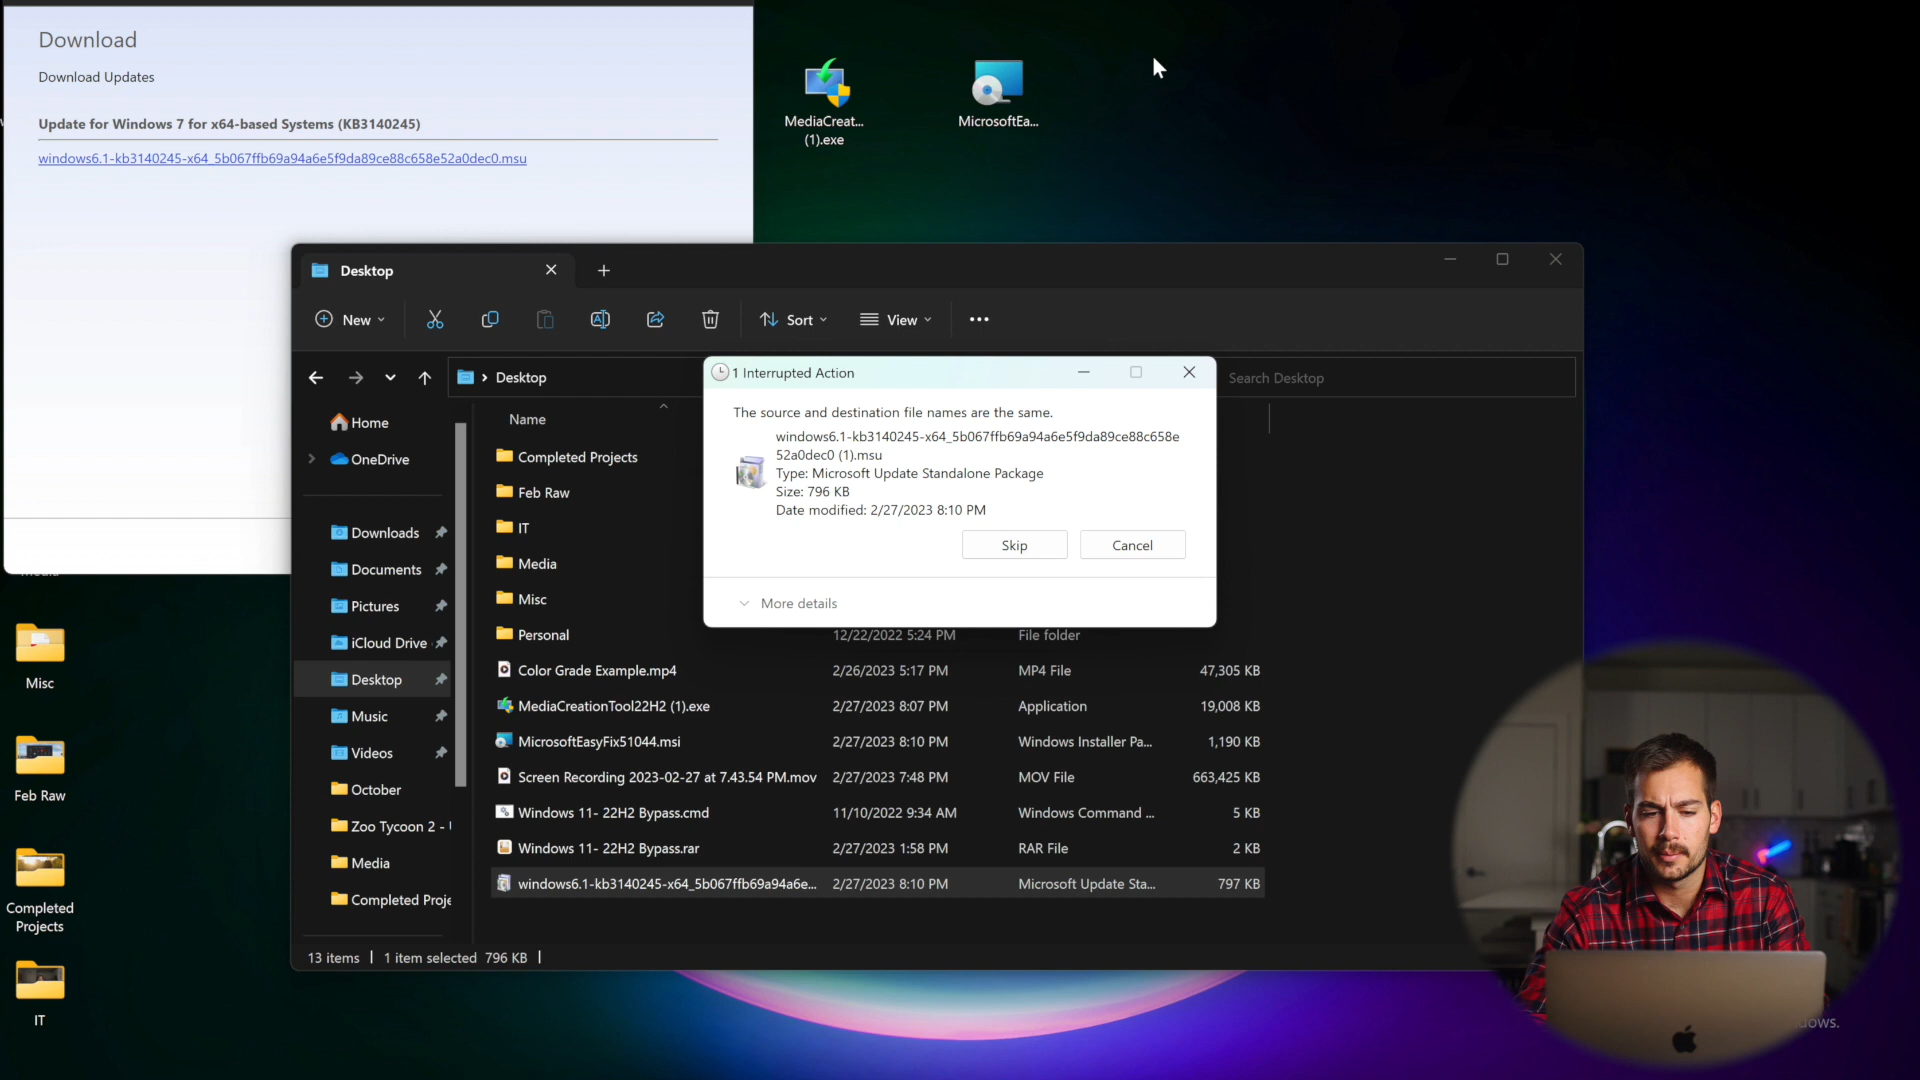 Download
Download Updates
Update for Windows 7 for x64-based Systems (KB3140245)
windows6.1-kb3140245-x64_5b067ffb69a94a6e5f9da89ce88c658e52a0dec0.msu
MediaCreat...
(1).exe
MicrosoftEa...
Desktop
New
Sort
View
Desktop
Search Desktop
Home
OneDrive
Downloads
Documents
Pictures
iCloud Drive
Desktop
Music
Videos
October
Zoo Tycoon 2 -
Media
Completed Proje
Name
Completed Projects
Feb Raw
IT
Media
Misc
Personal 12/22/2022 5:24 PM File folder
Color Grade Example.mp4 2/26/2023 5:17 PM MP4 File 47,305 KB
MediaCreationTool22H2 (1).exe 2/27/2023 8:07 PM Application 19,008 KB
MicrosoftEasyFix51044.msi 2/27/2023 8:10 PM Windows Installer Pa... 1,190 KB
Screen Recording 2023-02-27 at 7.43.54 PM.mov 2/27/2023 7:48 PM MOV File 663,425 KB
Windows 11- 22H2 Bypass.cmd 11/10/2022 9:34 AM Windows Command ... 5 KB
Windows 11- 22H2 Bypass.rar 2/27/2023 1:58 PM RAR File 2 KB
windows6.1-kb3140245-x64_5b067ffb69a94a6e... 2/27/2023 8:10 PM Microsoft Update Sta... 797 KB
13 items 1 item selected 796 KB
1 Interrupted Action
The source and destination file names are the same.
windows6.1-kb3140245-x64_5b067ffb69a94a6e5f9da89ce88c658e
52a0dec0 (1).msu
Type: Microsoft Update Standalone Package
Size: 796 KB
Date modified: 2/27/2023 8:10 PM
Skip
Cancel
More details
Misc
Feb Raw
Completed
Projects
IT